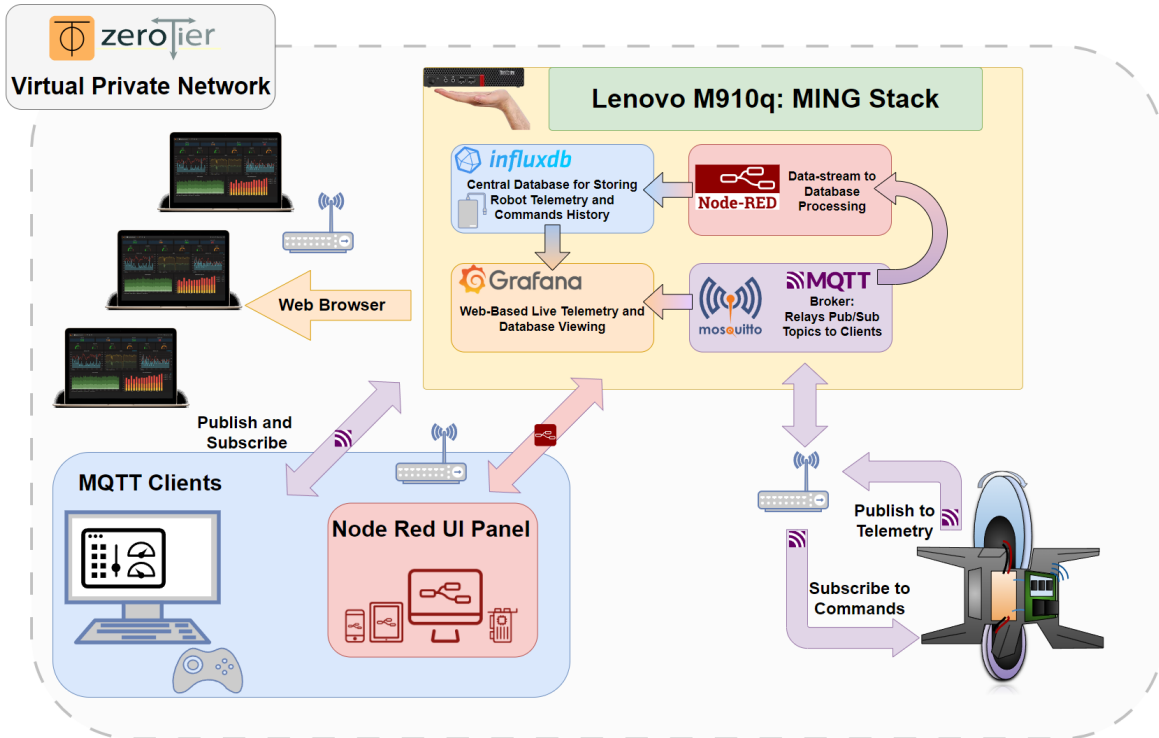 zeroTier
Virtual Private Network
Lenovo M910q: MING Stack
influxdb
Central Database for Storing
Robot Telemetry and
Commands History
Node-RED
Data-stream to
Database
Processing
Grafana
Web-Based Live Telemetry and
Database Viewing
mosquitto
MQTT
Broker:
Relays Pub/Sub
Topics to Clients
Web Browser
Publish and
Subscribe
MQTT Clients
Node Red UI Panel
Publish to
Telemetry
Subscribe to
Commands